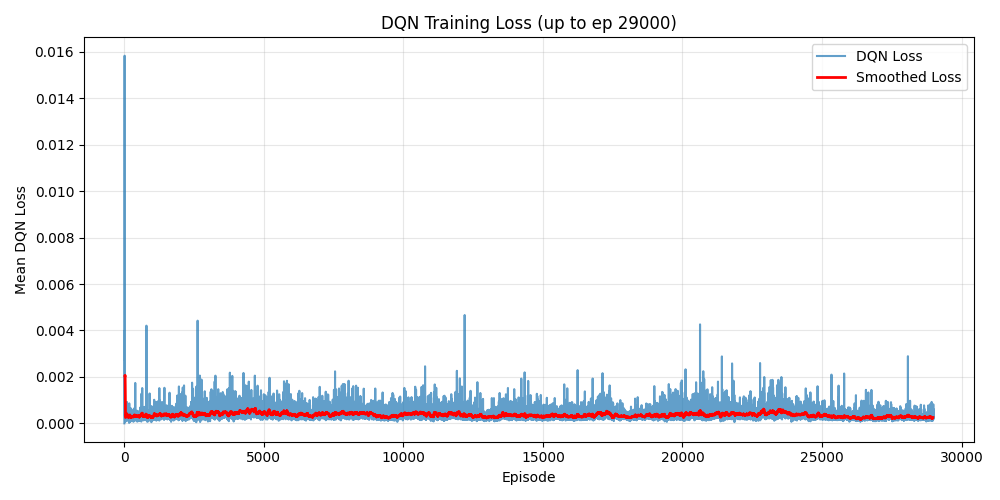 DQN Training Loss (up to ep 29000)
DQN Loss
Smoothed Loss
Mean DQN Loss
0.016
0.014
0.012
0.010
0.008
0.006
0.004
0.002
0.000
0 5000 10000 15000 20000 25000 30000
Episode